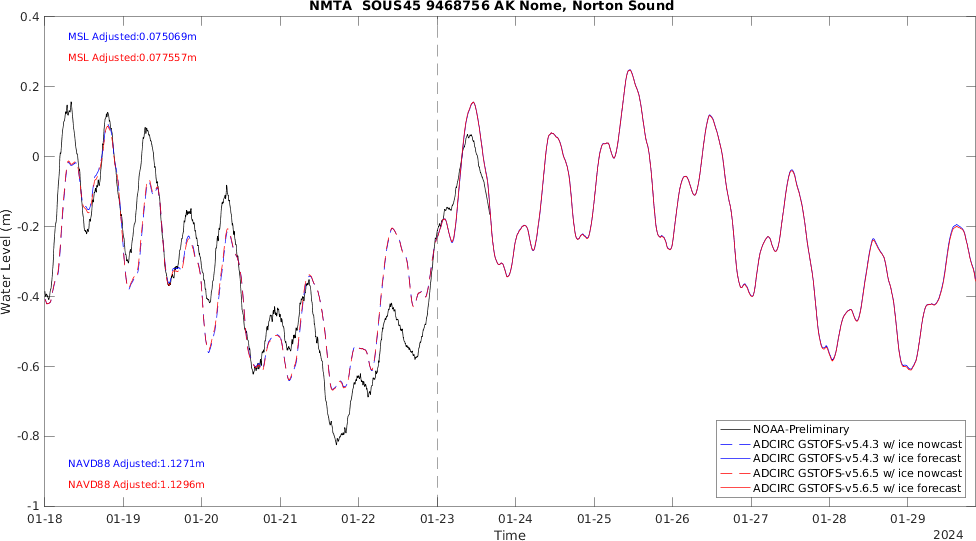 NMTA  SOUS45 9468756 AK Nome, Norton Sound
MSL Adjusted:0.075069m
MSL Adjusted:0.077557m
0.4
0.2
0
-0.2
-0.4
-0.6
-0.8
-1
Water Level (m)
NAVD88 Adjusted:1.1271m
NAVD88 Adjusted:1.1296m
NOAA-Preliminary
ADCIRC GSTOFS-v5.4.3 w/ ice nowcast
ADCIRC GSTOFS-v5.4.3 w/ ice forecast
ADCIRC GSTOFS-v5.6.5 w/ ice nowcast
ADCIRC GSTOFS-v5.6.5 w/ ice forecast
01-18 01-19 01-20 01-21 01-22 01-23 01-24 01-25 01-26 01-27 01-28 01-29
Time
2024